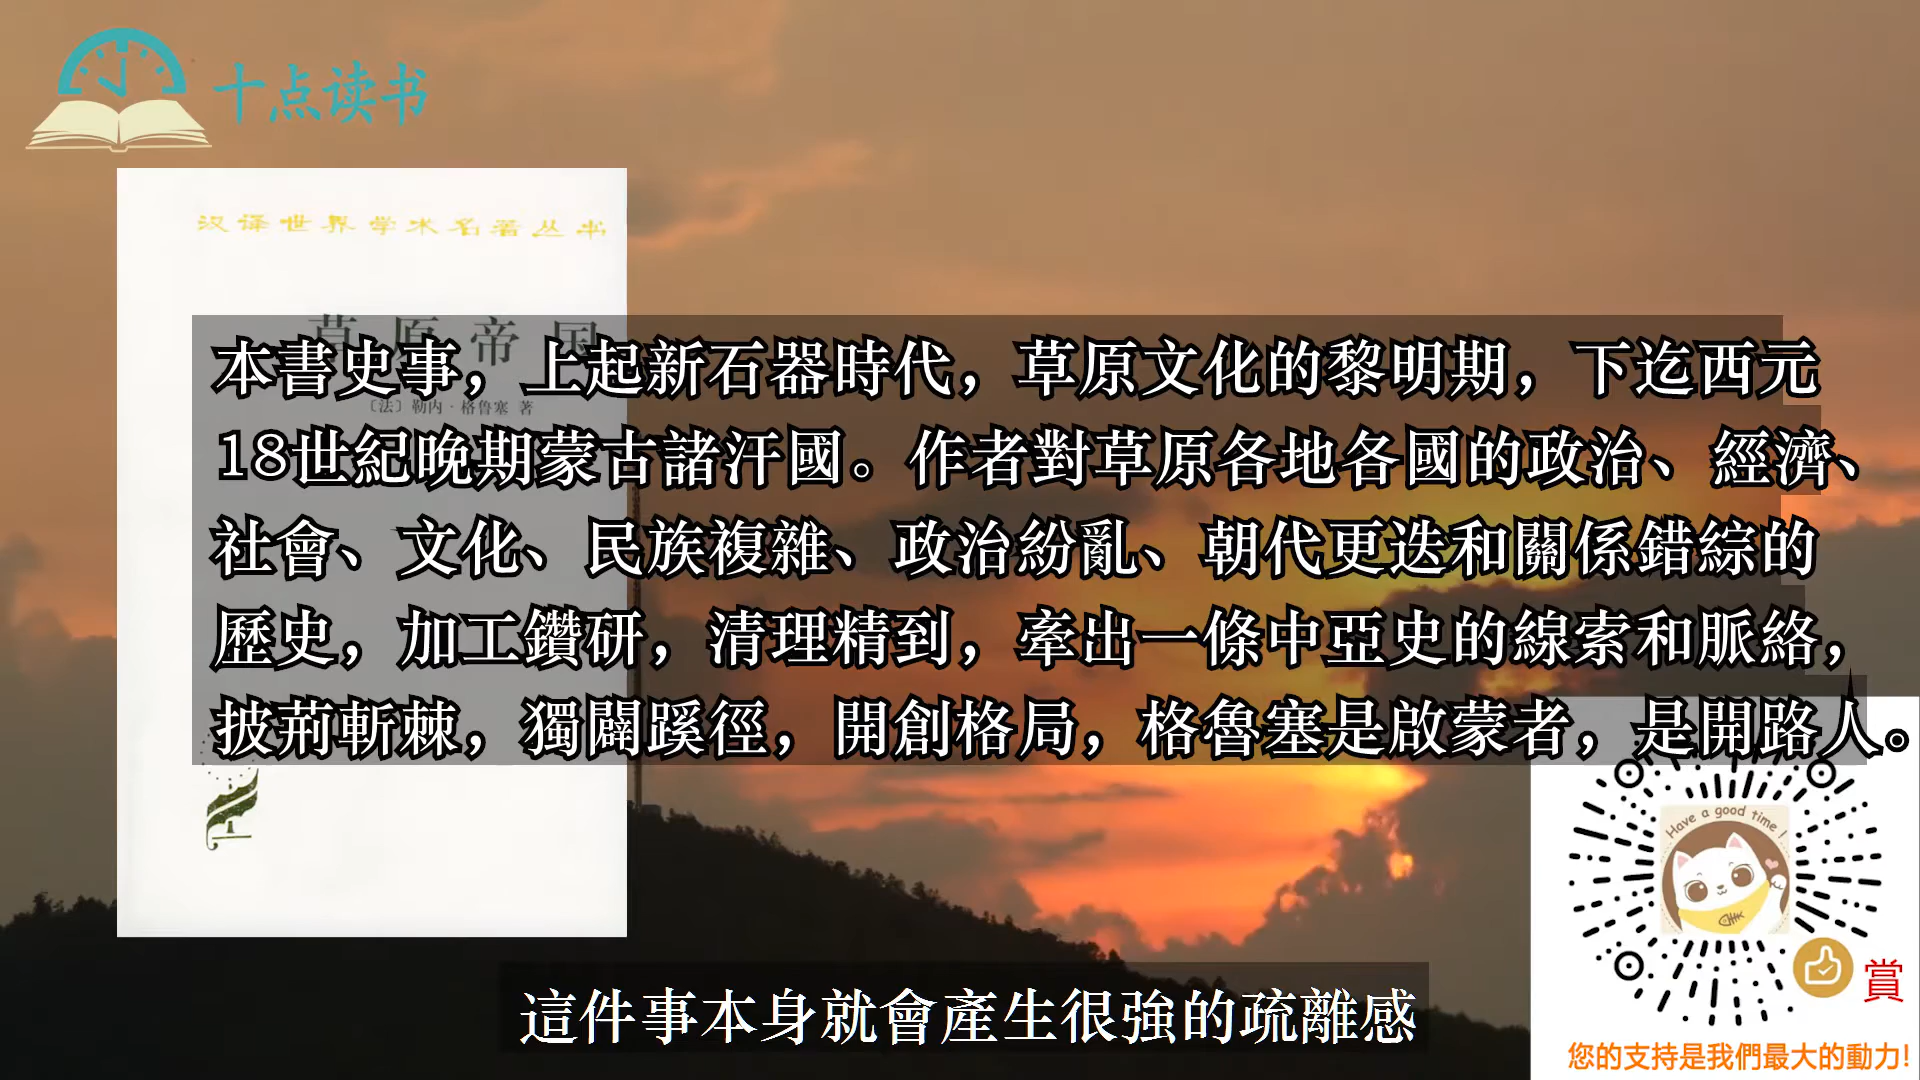 十点读书
汉译世界学术名著丛书
草原帝国
〔法〕勒内·格鲁塞 著
本書史事，上起新石器時代，草原文化的黎明期，下迄西元
18世紀晚期蒙古諸汗國。作者對草原各地各國的政治、經濟、
社會、文化、民族複雜、政治紛亂、朝代更迭和關係錯綜的
歷史，加工鑽研，清理精到，牽出一條中亞史的線索和脈絡，
披荊斬棘，獨闢蹊徑，開創格局，格魯塞是啟蒙者，是開路人。
Have a good time !
賞
這件事本身就會產生很強的疏離感
您的支持是我們最大的動力!